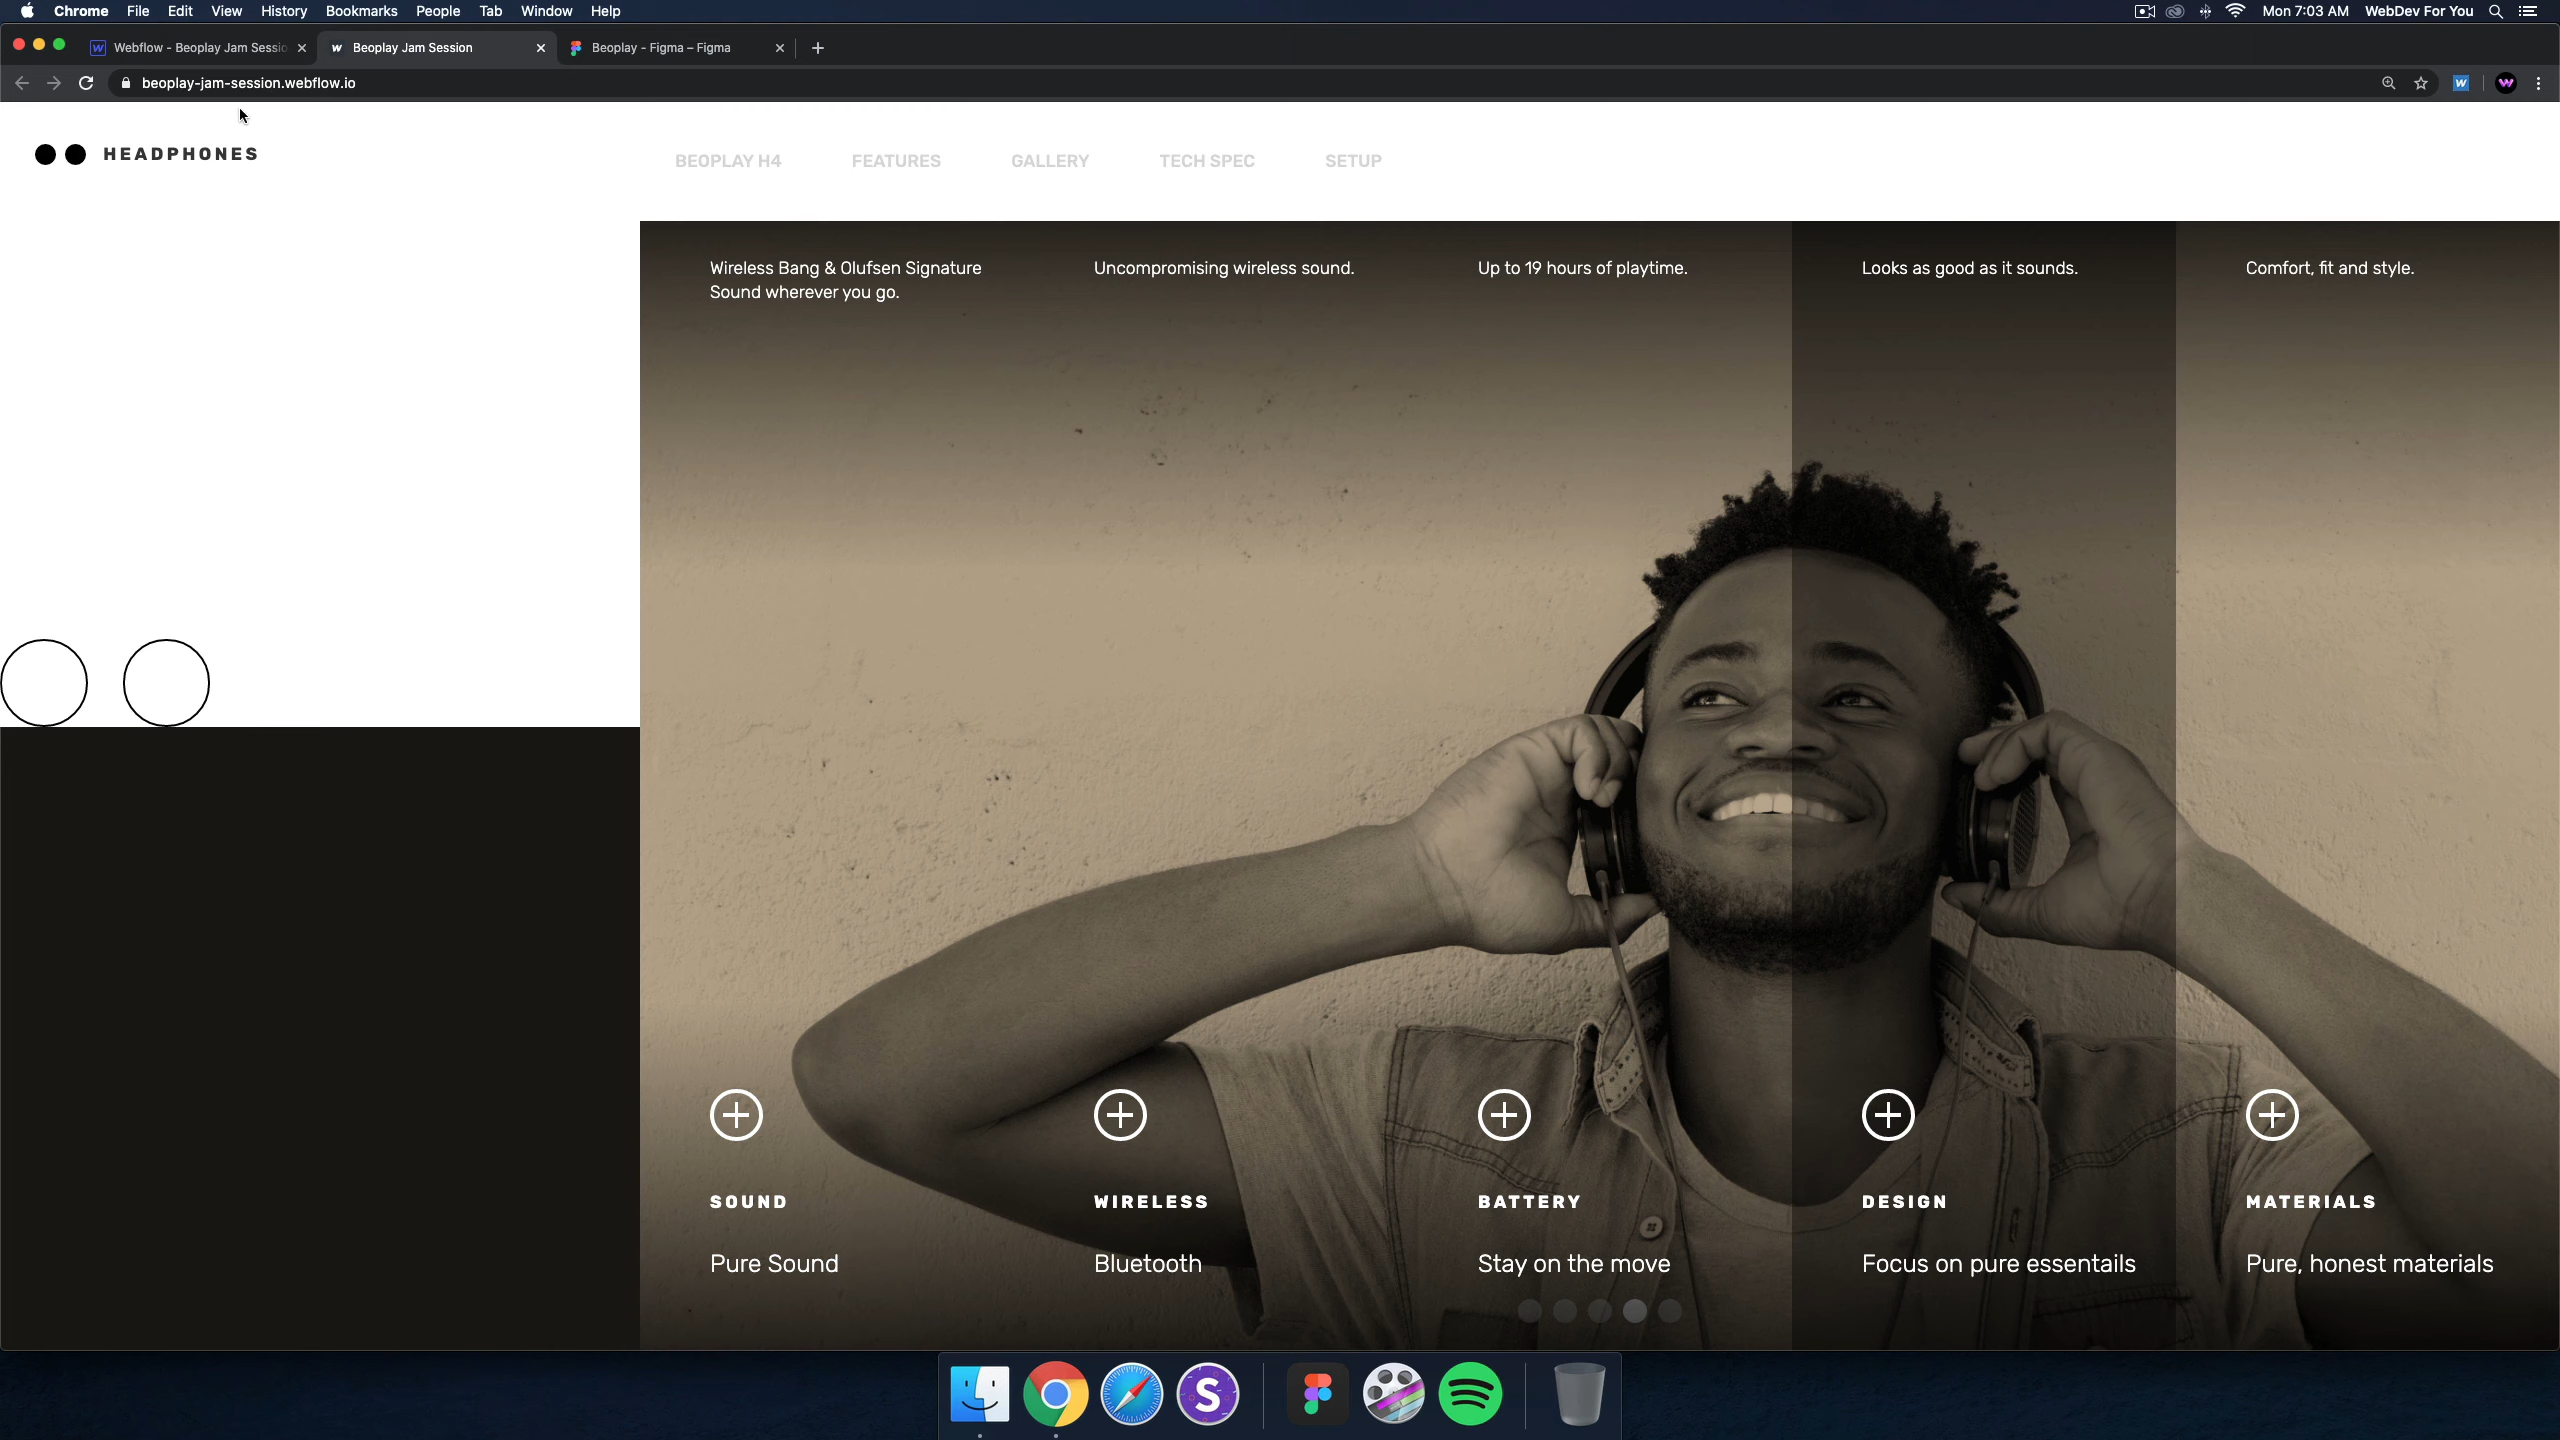 Chrome File Edit View History Bookmarks People Tab Window Help Mon 7:03 AM WebDev For You
Webflow - Beoplay Jam Sessio Beoplay Jam Session Beoplay - Figma – Figma
beoplay-jam-session.webflow.io
HEADPHONES
BEOPLAY H4 FEATURES GALLERY TECH SPEC SETUP
Wireless Bang & Olufsen Signature
Sound wherever you go.
Uncompromising wireless sound.
Up to 19 hours of playtime.
Looks as good as it sounds.
Comfort, fit and style.
SOUND
Pure Sound
WIRELESS
Bluetooth
BATTERY
Stay on the move
DESIGN
Focus on pure essentails
MATERIALS
Pure, honest materials